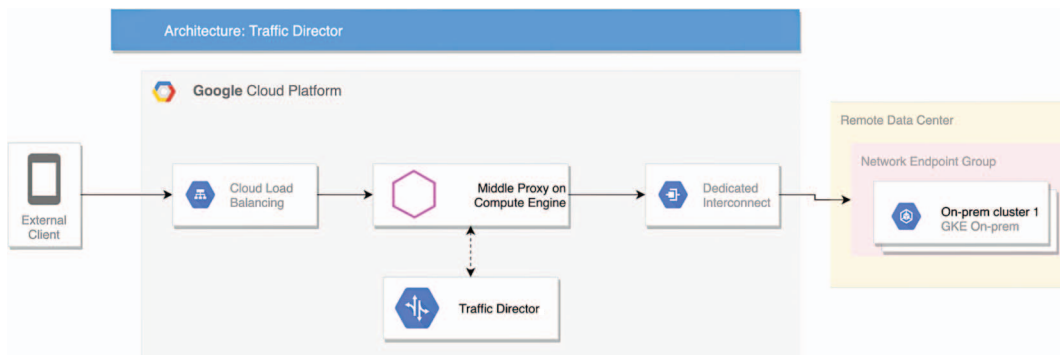 Architecture: Traffic Director
Google Cloud Platform
Remote Data Center
Network Endpoint Group
External
Client
Cloud Load
Balancing
Middle Proxy on
Compute Engine
Dedicated
Interconnect
On-prem cluster 1
GKE On-prem
Traffic Director